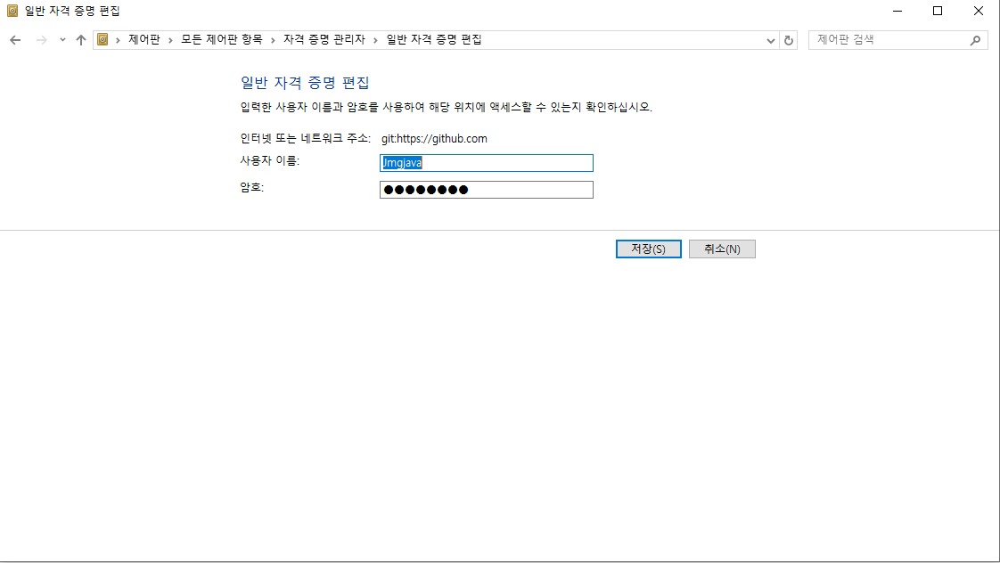 일반 자격 증명 편집
제어판 › 모든 제어판 항목 › 자격 증명 관리자 › 일반 자격 증명 편집
제어판 검색
일반 자격 증명 편집
입력한 사용자 이름과 암호를 사용하여 해당 위치에 액세스할 수 있는지 확인하십시오.
인터넷 또는 네트워크 주소: git:https://github.com
사용자 이름: Jmgjava
암호: ●●●●●●●●
저장(S) 취소(N)